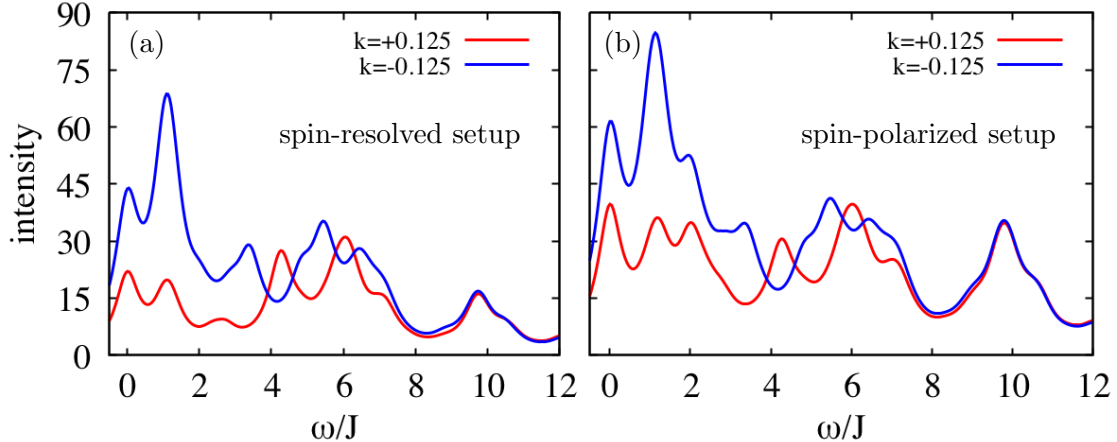 90
75
60
45
30
15
0
intensity
(a)
k=+0.125
k=-0.125
spin-resolved setup
0 2 4 6 8 10 12
ω/J
(b)
k=+0.125
k=-0.125
spin-polarized setup
0 2 4 6 8 10 12
ω/J